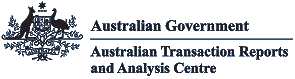 Australian Government
Australian Transaction Reports
and Analysis Centre